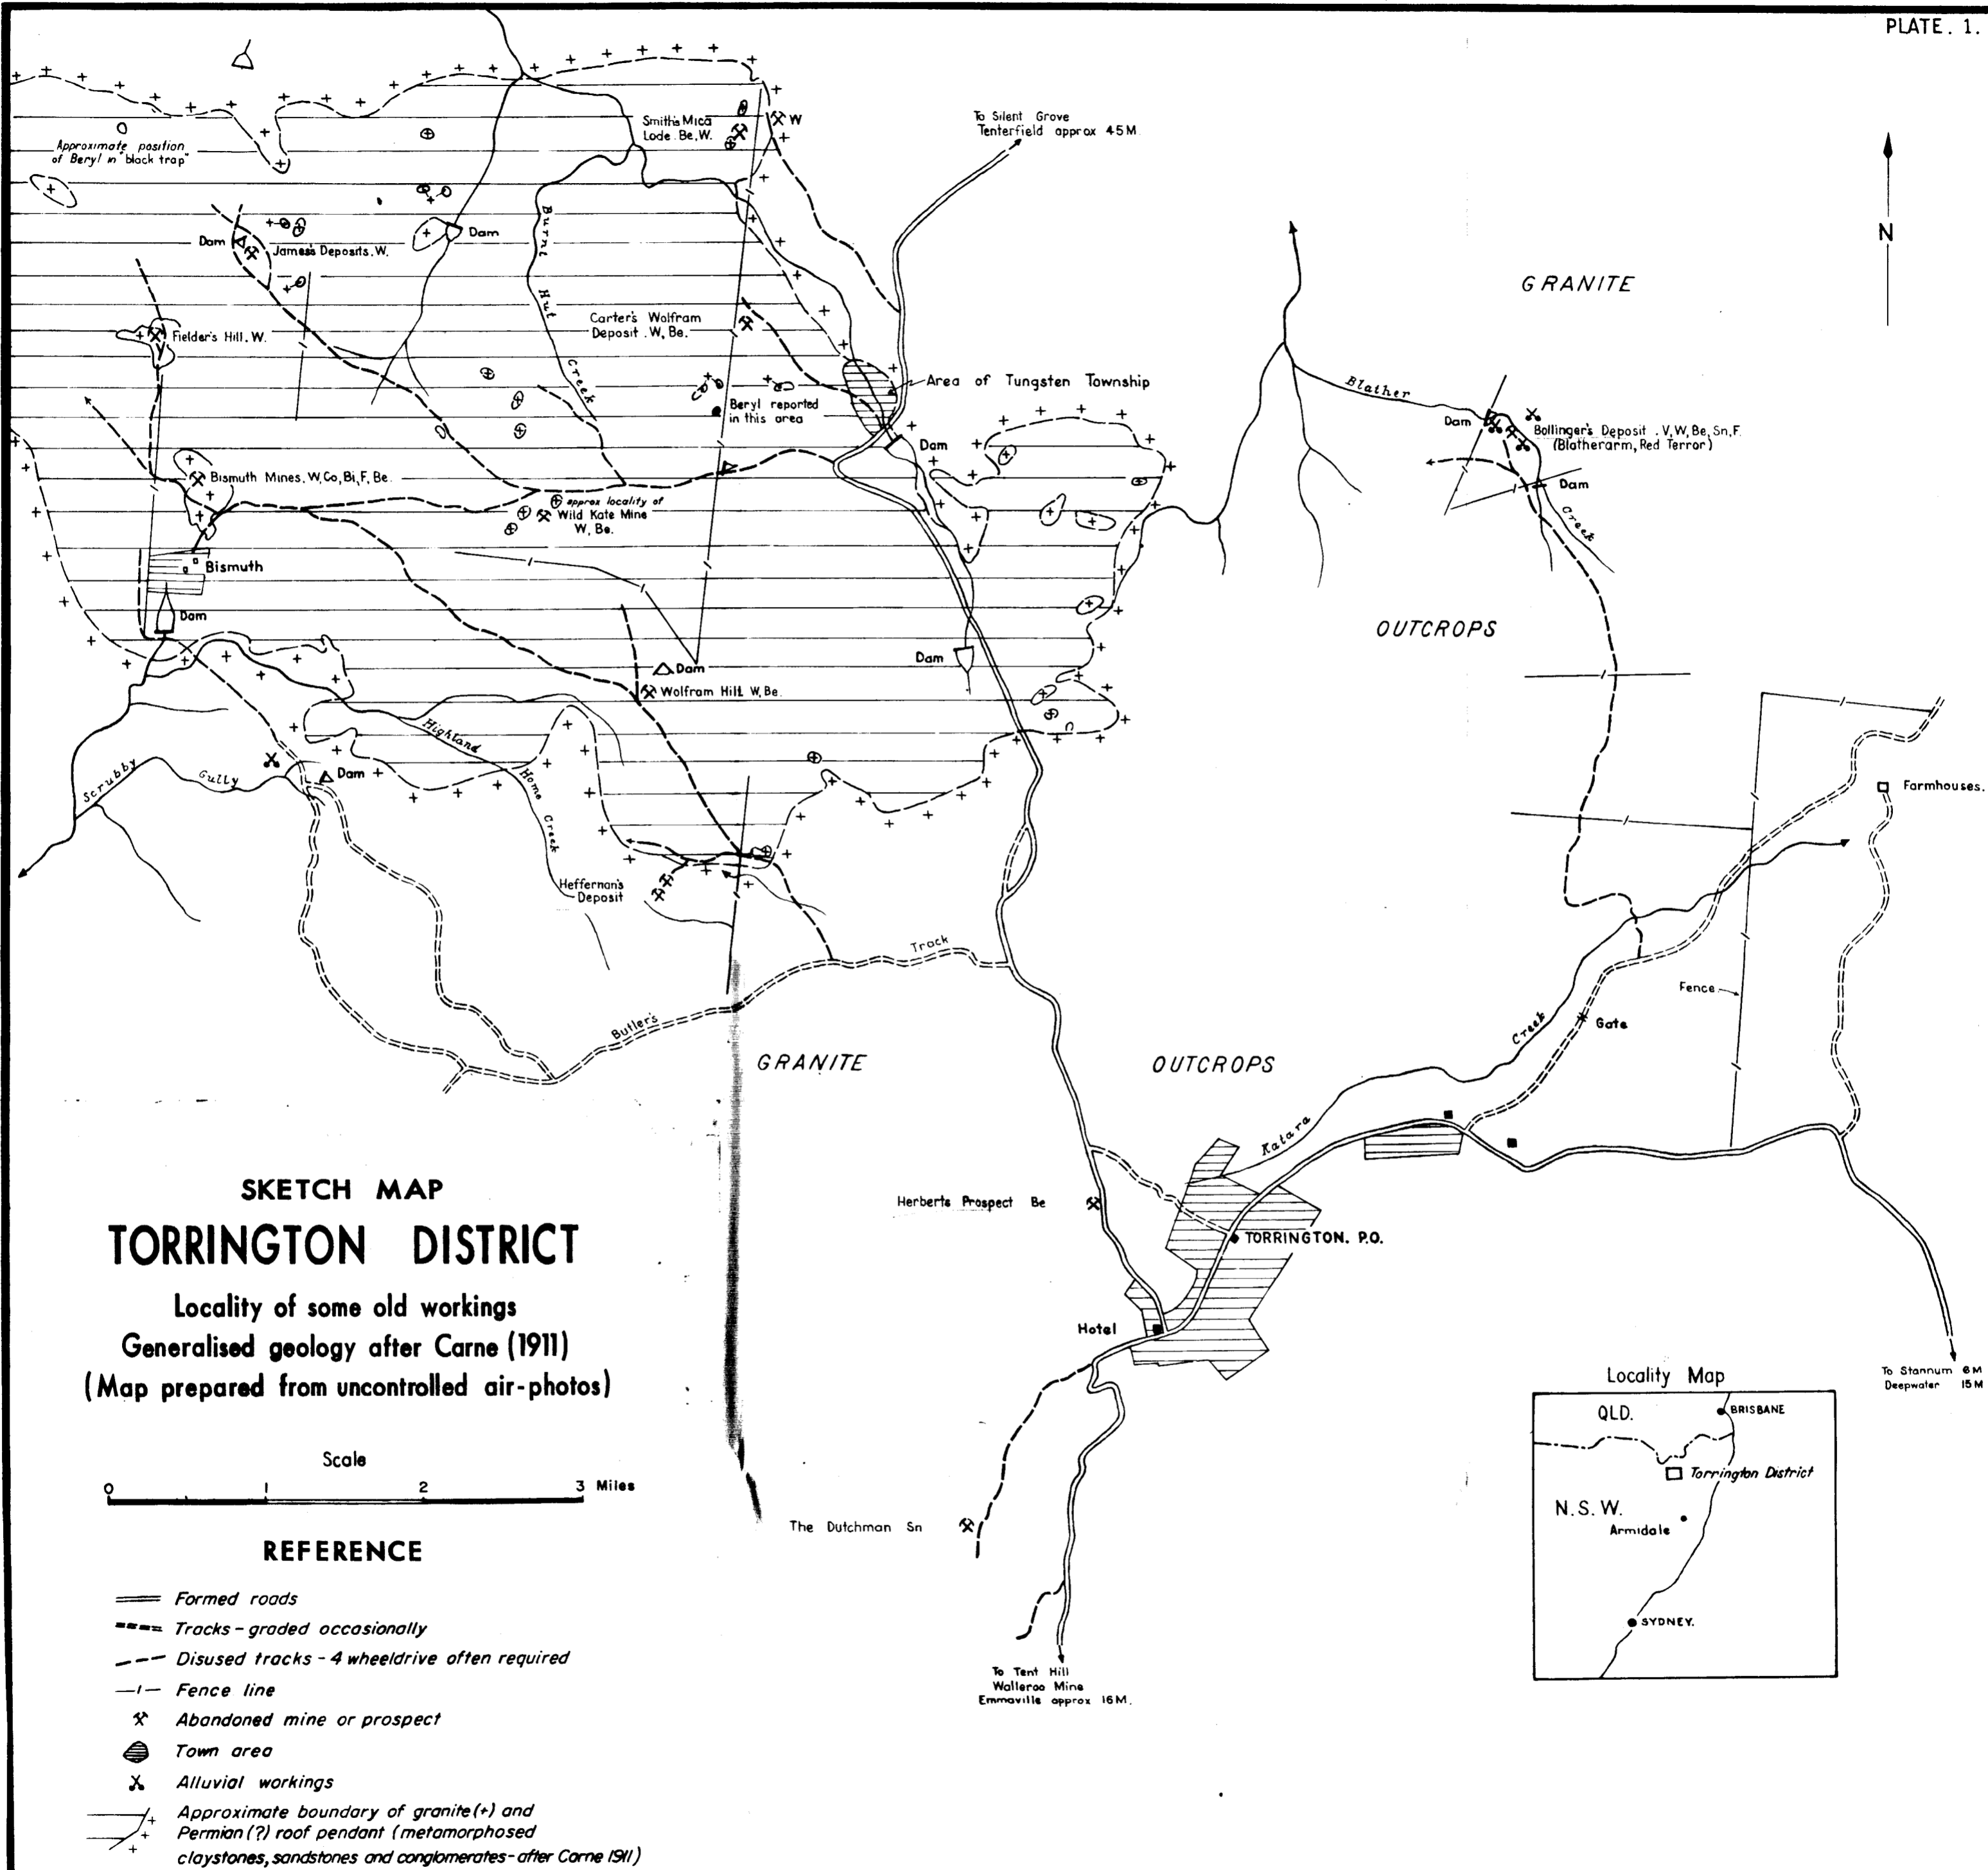 PLATE. 1.
To Silent Grove
Tenterfield approx 45M.
Smith's Mica
Lode. Be, W.
W
Approximate position
of Beryl in "black trap"
N
Dam
James's Deposits. W.
Dam
Burnt Hut Creek
GRANITE
Carter's Wolfram
Deposit. W, Be.
Fielder's Hill. W.
Area of Tungsten Township
Blather
Creek
Beryl reported
in this area
Dam
Bollinger's Deposit. V, W, Be, Sn, F.
(Blatherarm, Red Terror)
Dam
Dam
Bismuth Mines. W, Co, Bi, F, Be.
approx locality of
Wild Kate Mine
W, Be.
Bismuth
Dam
OUTCROPS
Dam
Dam
Wolfram Hill W, Be.
Highland Home Creek
Scrubby Gully
Dam
Farmhouses.
Heffernan's
Deposit
Butler's Track
Fence
Gate
GRANITE
OUTCROPS
Katara Creek
Herberts Prospect Be
TORRINGTON. P.O.
Hotel
To Stannum 6M
Deepwater 15M
The Dutchman Sn
To Tent Hill
Walleroo Mine
Emmaville approx 16M.
SKETCH MAP
TORRINGTON DISTRICT
Locality of some old workings
Generalised geology after Carne (1911)
(Map prepared from uncontrolled air-photos)
Scale
0 1 2 3 Miles
REFERENCE
Formed roads
Tracks - graded occasionally
Disused tracks - 4 wheeldrive often required
Fence line
Abandoned mine or prospect
Town area
Alluvial workings
Approximate boundary of granite (+) and
Permian (?) roof pendant (metamorphosed
claystones, sandstones and conglomerates - after Carne 1911)
Locality Map
QLD.
BRISBANE
Torrington District
N.S.W.
Armidale
SYDNEY.